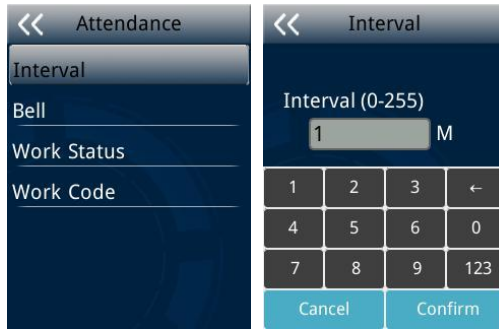 Attendance
Interval
Bell
Work Status
Work Code
Interval
Interval (0-255)
1 M
1 2 3 ←
4 5 6 0
7 8 9 123
Cancel Confirm